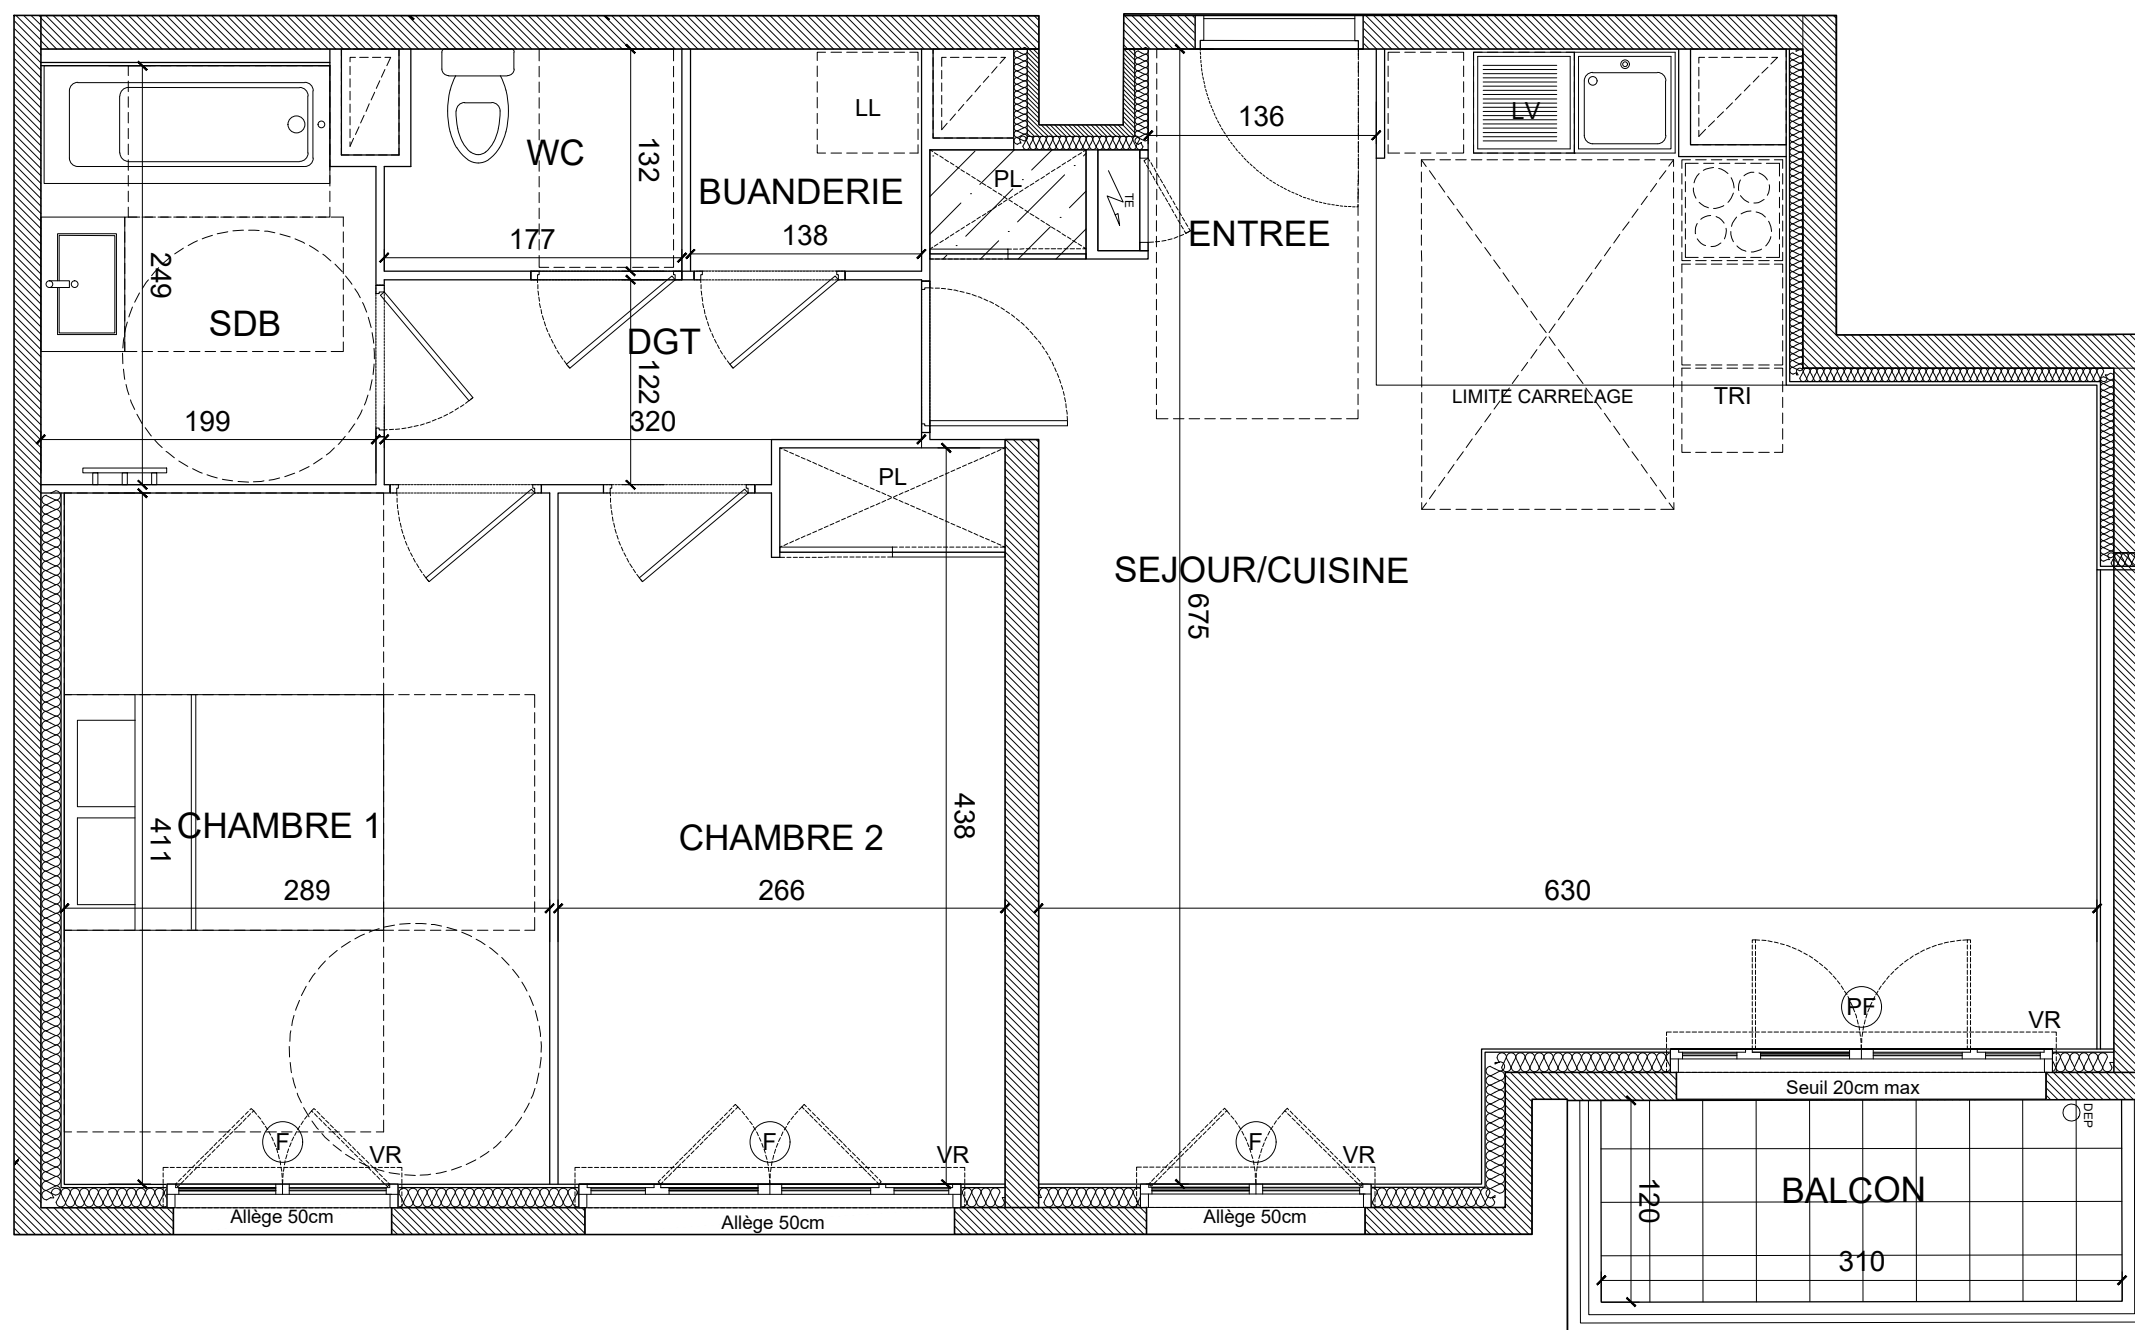 LL
LV
136
WC
132
PL
TE
BUANDERIE
ENTREE
177
138
249
SDB
DGT
122
LIMITE CARRELAGE
TRI
199
320
PL
SEJOUR/CUISINE
675
411
CHAMBRE 1
CHAMBRE 2
438
289
266
630
PF
VR
Seuil 20cm max
DEP
F
VR
F
VR
F
VR
BALCON
120
310
Allège 50cm
Allège 50cm
Allège 50cm